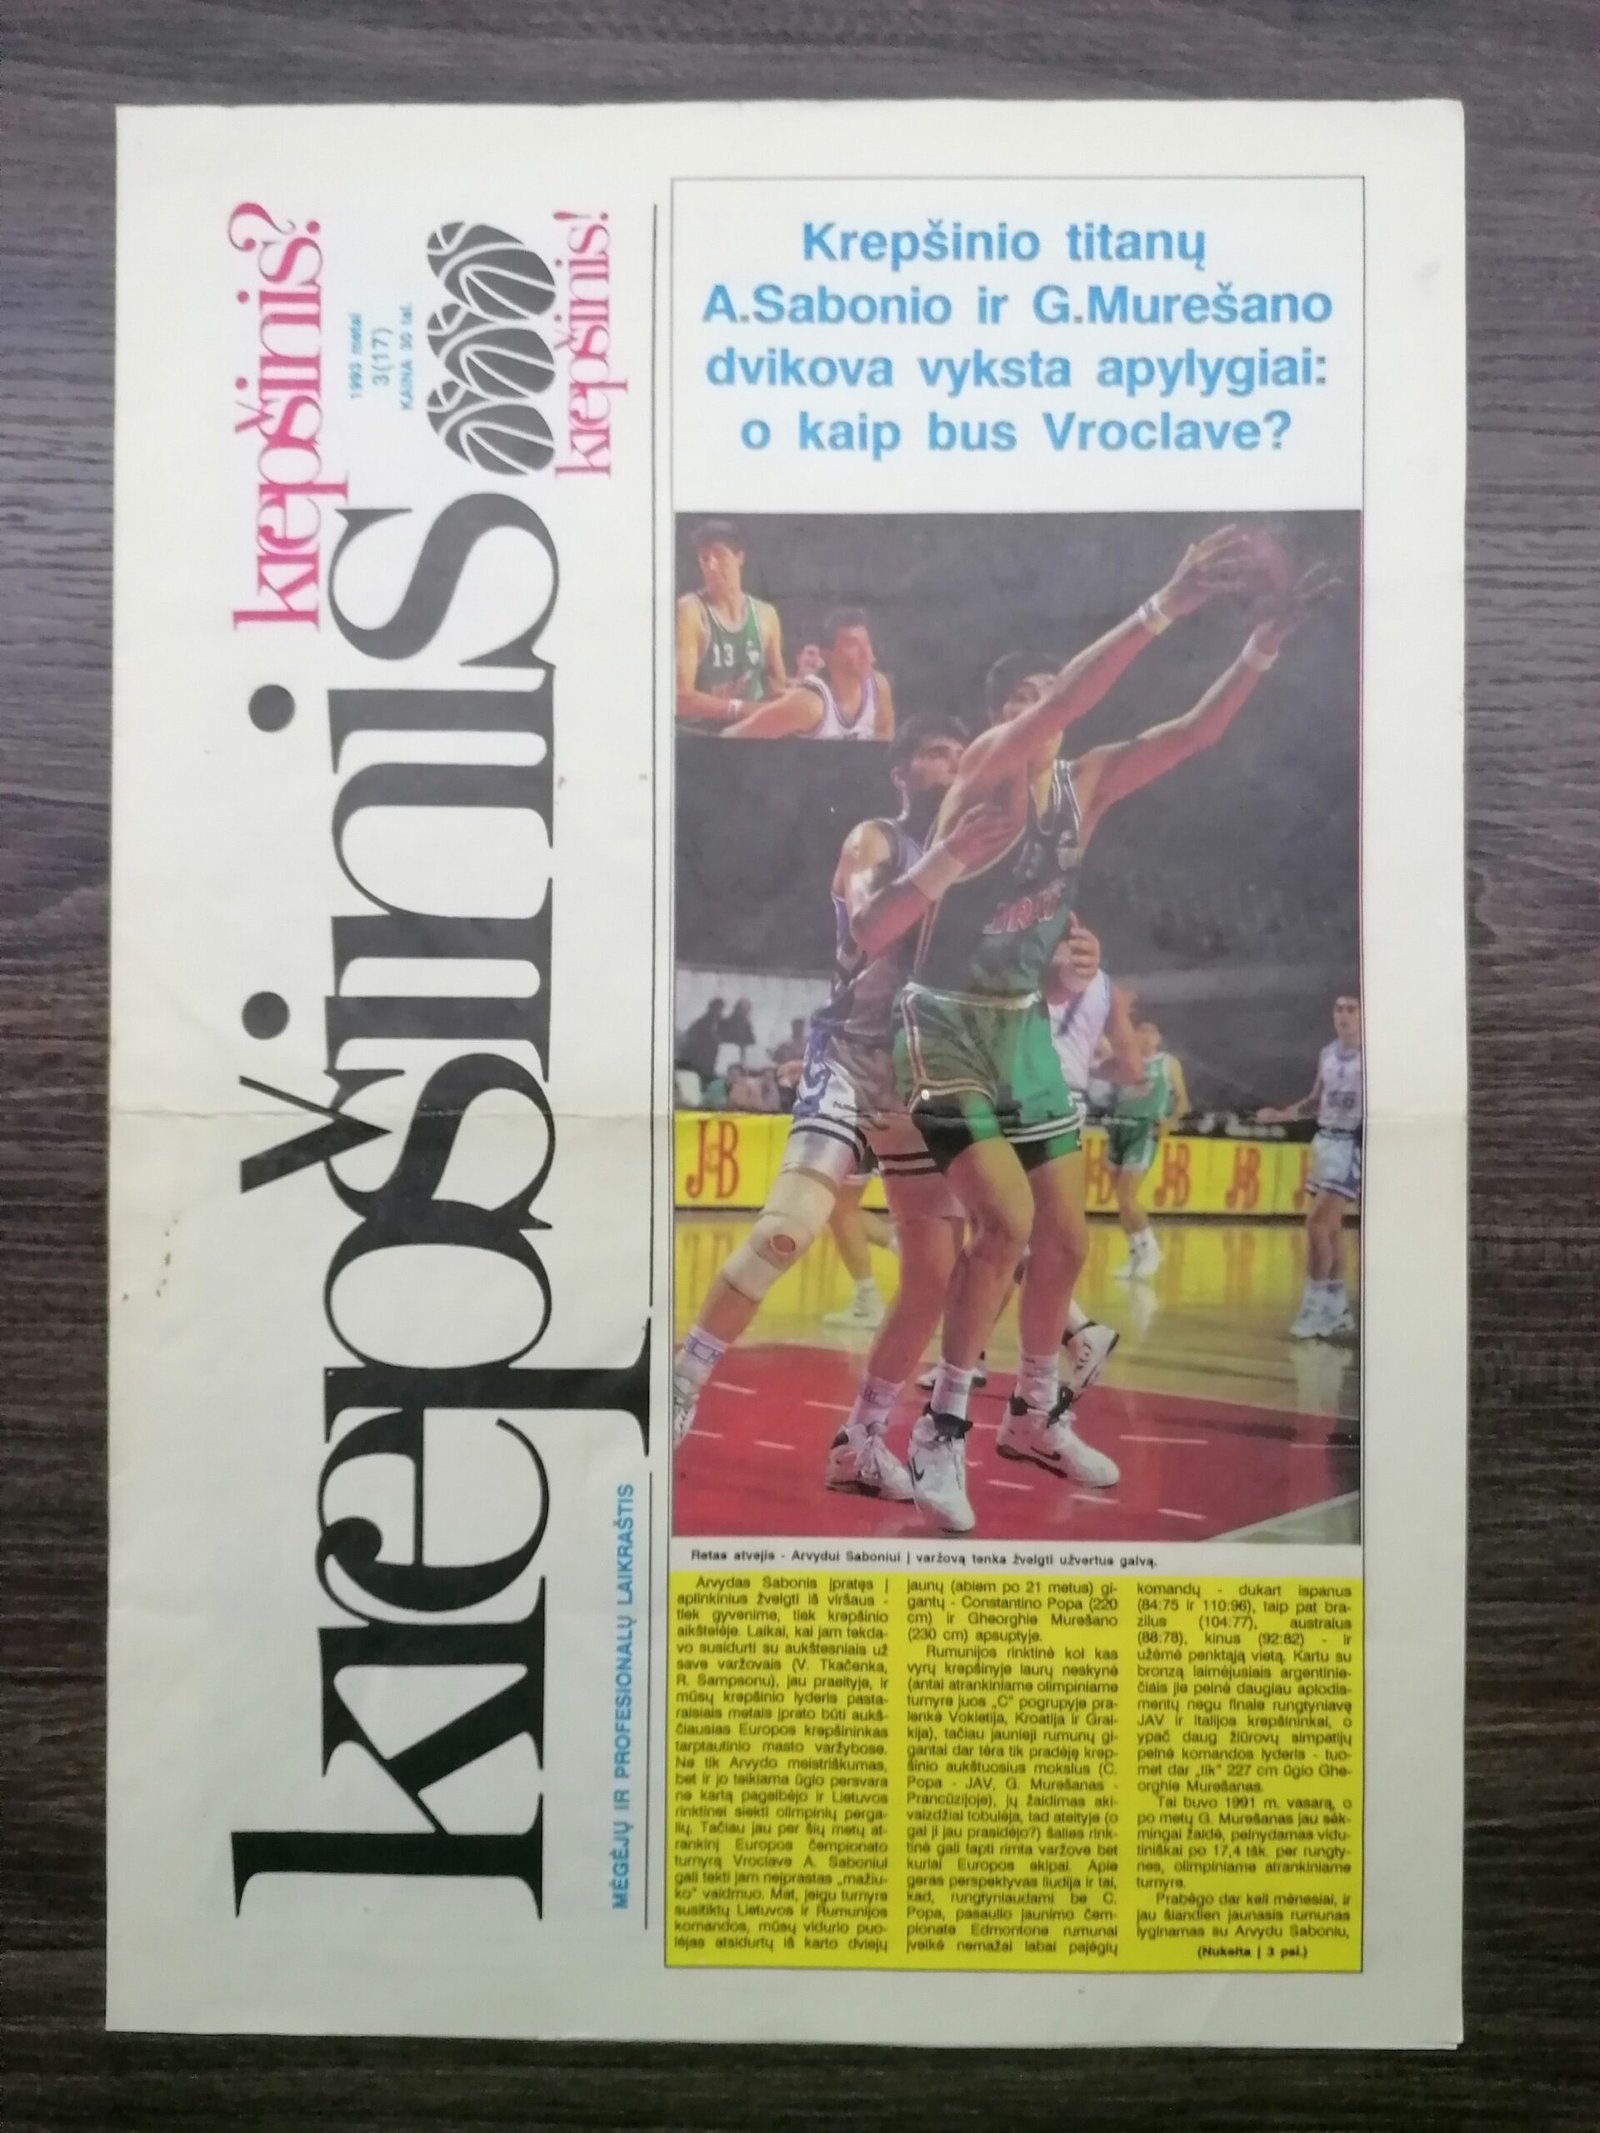 krepšinis?
1993 metai
3(17)
KAINA 30 tal.
krepšinis
krepšinis!
MĖGĖJŲ IR PROFESIONALŲ LAIKRAŠTIS
Krepšinio titanų
A.Sabonio ir G.Murešano
dvikova vyksta apylygiai:
o kaip bus Vroclave?
13
J&B
J&B
J&B
J&B
Retas atvejis - Arvydui Saboniui į varžovą tenka žvelgti užvertus galvą.
Arvydas Sabonis įpratęs į
aplinkinius žvelgti iš viršaus -
tiek gyvenime, tiek krepšinio
aikštelėje. Laikai, kai jam tekda-
vo susidurti su aukštesniais už
save varžovais (V. Tkačenka,
R. Sampsonu), jau praeityje, ir
mūsų krepšinio lyderis pasta-
raisiais metais įprato būti aukš-
čiausias Europos krepšininkas
tarptautinio masto varžybose.
Ne tik Arvydo meistriškumas,
bet ir jo teikiama ūgio persvara
ne kartą pagelbėjo ir Lietuvos
rinktinei siekti olimpinių perga-
lių. Tačiau jau per šių metų at-
rankinį Europos čempionato
turnyrą Vroclave A. Saboniui
gali tekti jam neįprastas „mažiu-
ko" vaidmuo. Mat, jeigu turnyre
susitiktų Lietuvos ir Rumunijos
komandos, mūsų vidurio puo-
lėjas atsidurtų iš karto dviejų
jaunų (abiem po 21 metus) gi-
gantų - Constantino Popa (220
cm) ir Gheorghie Murešano
(230 cm) apsuptyje.
Rumunijos rinktinė kol kas
vyrų krepšinyje laurų neskynė
(antai atrankiniame olimpiniame
turnyre juos „C" pogrupyje pra-
lenkė Vokietija, Kroatija ir Grai-
kija), tačiau jaunieji rumunų gi-
gantai dar tėra tik pradėję krep-
šinio aukštuosius mokslus (C.
Popa - JAV, G. Murešanas -
Prancūzijoje), jų žaidimas aki-
vaizdžiai tobulėja, tad ateityje (o
gal ji jau prasidėjo?) šalies rink-
tinė gali tapti rimta varžove bet
kuriai Europos ekipai. Apie
geras perspektyvas liudija ir tai,
kad, rungtyniaudami be C.
Popa, pasaulio jaunimo čem-
pionate Edmontone rumunai
įveikė nemažai labai pajėgių
komandų - dukart ispanus
(84:75 ir 110:96), taip pat bra-
zilus (104:77), australus
(88:78), kinus (92:82) - ir
užėmė penktąją vietą. Kartu su
bronzą laimėjusiais argentinie-
čiais jie pelnė daugiau aplodis-
mentų negu finale rungtyniavę
JAV ir Italijos krepšininkai, o
ypač daug žiūrovų simpatijų
pelnė komandos lyderis - tuo-
met dar „tik" 227 cm ūgio Ghe-
orghie Murešanas.
Tai buvo 1991 m. vasarą, o
po metų G. Murešanas jau sėk-
mingai žaidė, pelnydamas vidu-
tiniškai po 17,4 tšk. per rungty-
nes, olimpiniame atrankiniame
turnyre.
Prabėgo dar keli mėnesiai, ir
jau šiandien jaunasis rumunas
lyginamas su Arvydu Saboniu,
(Nukelta į 3 psl.)